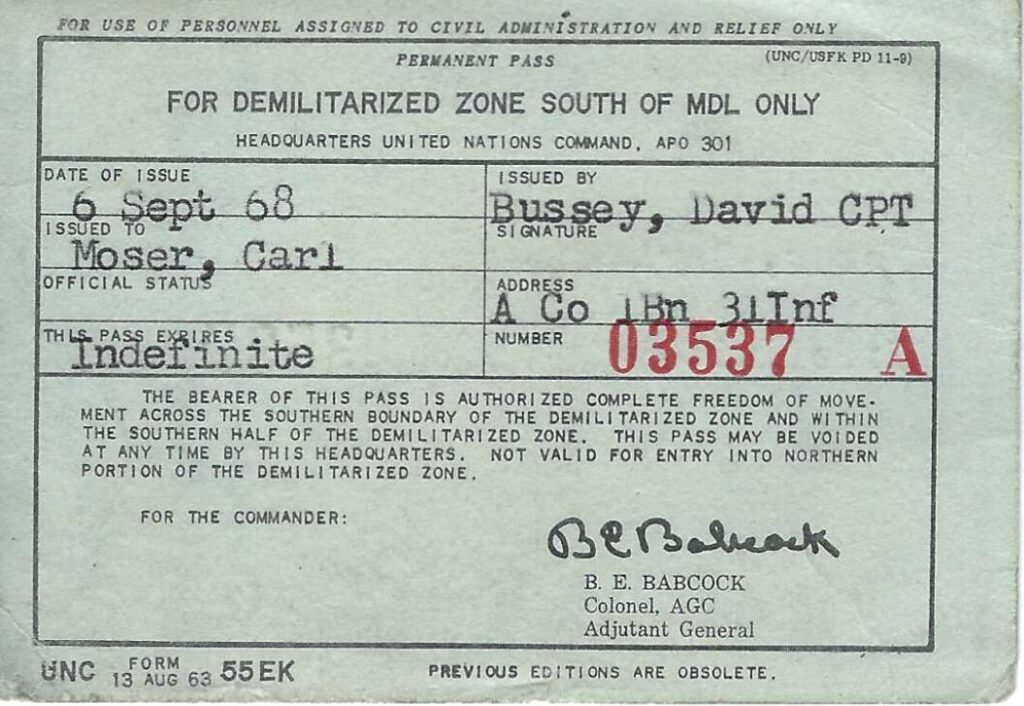 FOR USE OF PERSONNEL ASSIGNED TO CIVIL ADMINISTRATION AND RELIEF ONLY
PERMANENT PASS
(UNC/USFK PD 11-9)
FOR DEMILITARIZED ZONE SOUTH OF MDL ONLY
HEADQUARTERS UNITED NATIONS COMMAND, APO 301
DATE OF ISSUE
6 Sept 68
ISSUED BY
Bussey, David CPT
ISSUED TO
Moser, Carl
SIGNATURE
OFFICIAL STATUS
ADDRESS
A Co 1Bn 31Inf
THIS PASS EXPIRES
Indefinite
NUMBER
03537 A
THE BEARER OF THIS PASS IS AUTHORIZED COMPLETE FREEDOM OF MOVE-
MENT ACROSS THE SOUTHERN BOUNDARY OF THE DEMILITARIZED ZONE AND WITHIN
THE SOUTHERN HALF OF THE DEMILITARIZED ZONE. THIS PASS MAY BE VOIDED
AT ANY TIME BY THIS HEADQUARTERS. NOT VALID FOR ENTRY INTO NORTHERN
PORTION OF THE DEMILITARIZED ZONE.
FOR THE COMMANDER:
B E Babcock
B. E. BABCOCK
Colonel, AGC
Adjutant General
UNC FORM 13 AUG 63 55EK
PREVIOUS EDITIONS ARE OBSOLETE.